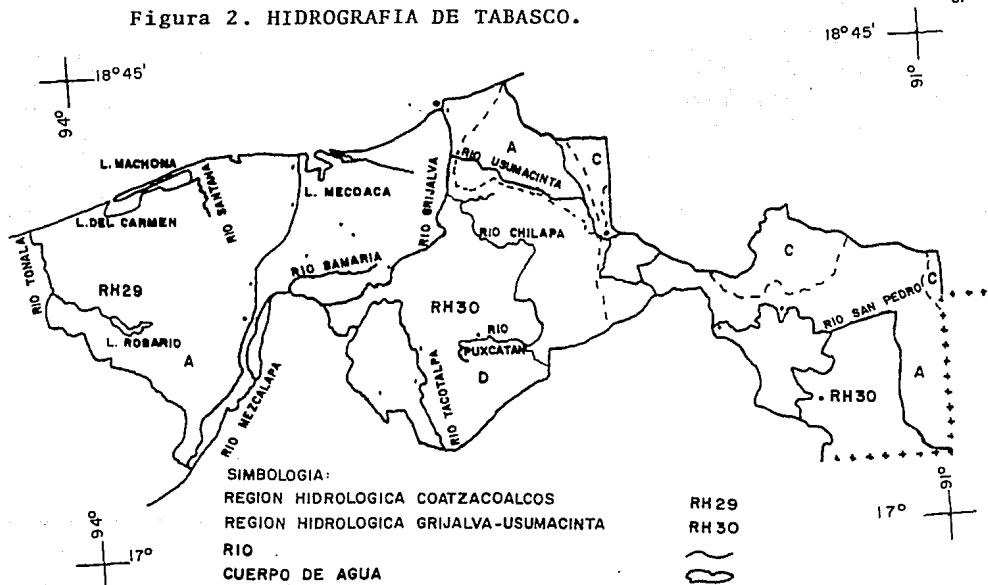 Figura 2. HIDROGRAFIA DE TABASCO.
18°45'
94°
18°45'
91°
L. MACHONA
L. DEL CARMEN
RIO SANTANA
L. MECOACA
RIO GRIJALVA
A
RIO USUMACINTA
C
RIO CHILAPA
RIO TONALA
RH29
L. ROSARIO
A
RIO SAMARIA
RIO MEZCALAPA
RH30
RIO
PUXCATAN
D
RIO TACOTALPA
C
C
RIO SAN PEDRO
A
RH30
SIMBOLOGIA:
REGION HIDROLOGICA COATZACOALCOS RH29
REGION HIDROLOGICA GRIJALVA-USUMACINTA RH30
RIO
CUERPO DE AGUA
94°
17°
17°
91°